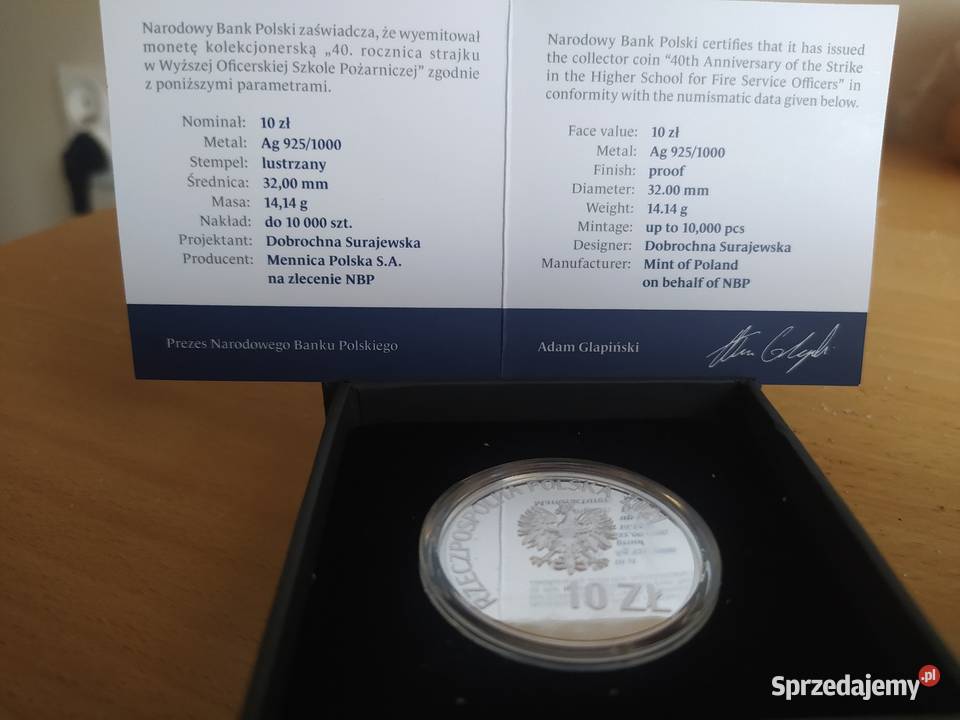 Narodowy Bank Polski zaświadcza, że wyemitował
monetę kolekcjonerską „40. rocznica strajku
w Wyższej Oficerskiej Szkole Pożarniczej” zgodnie
z poniższymi parametrami.
Nominał: 10 zł
Metal: Ag 925/1000
Stempel: lustrzany
Średnica: 32,00 mm
Masa: 14,14 g
Nakład: do 10 000 szt.
Projektant: Dobrochna Surajewska
Producent: Mennica Polska S.A.
na zlecenie NBP
Prezes Narodowego Banku Polskiego
Narodowy Bank Polski certifies that it has issued
the collector coin “40th Anniversary of the Strike
in the Higher School for Fire Service Officers” in
conformity with the numismatic data given below.
Face value: 10 zł
Metal: Ag 925/1000
Finish: proof
Diameter: 32.00 mm
Weight: 14.14 g
Mintage: up to 10,000 pcs
Designer: Dobrochna Surajewska
Manufacturer: Mint of Poland
on behalf of NBP
Adam Glapiński
RZECZPOSPOLITA POLSKA
10 ZŁ
Sprzedajemy.pl